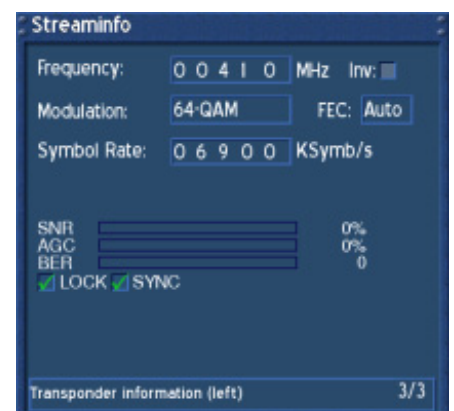 Streaminfo
Frequency: 0 0 4 1 0 MHz Inv:
Modulation: 64-QAM FEC: Auto
Symbol Rate: 0 6 9 0 0 KSymb/s
SNR 0%
AGC 0%
BER 0
LOCK SYNC
Transponder information (left) 3/3